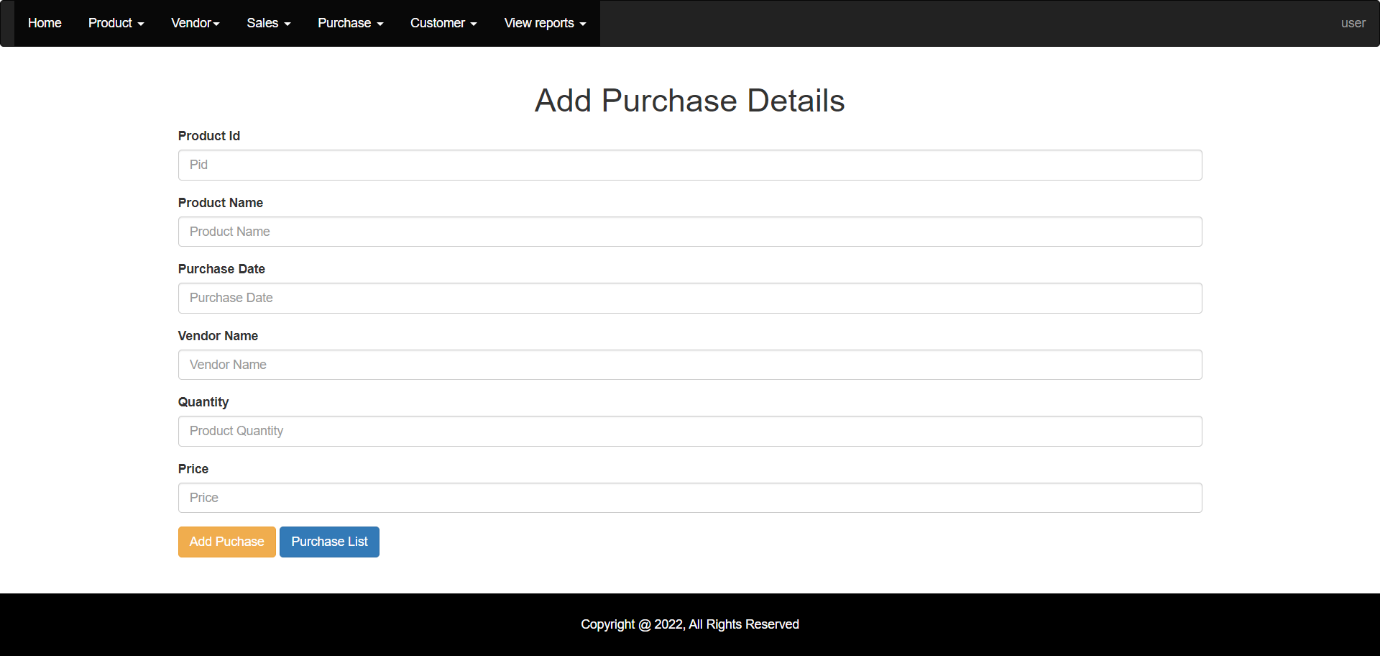 Home Product Vendor Sales Purchase Customer View reports user
Add Purchase Details
Product Id
Pid
Product Name
Product Name
Purchase Date
Purchase Date
Vendor Name
Vendor Name
Quantity
Product Quantity
Price
Price
Add Puchase Purchase List
Copyright @ 2022, All Rights Reserved